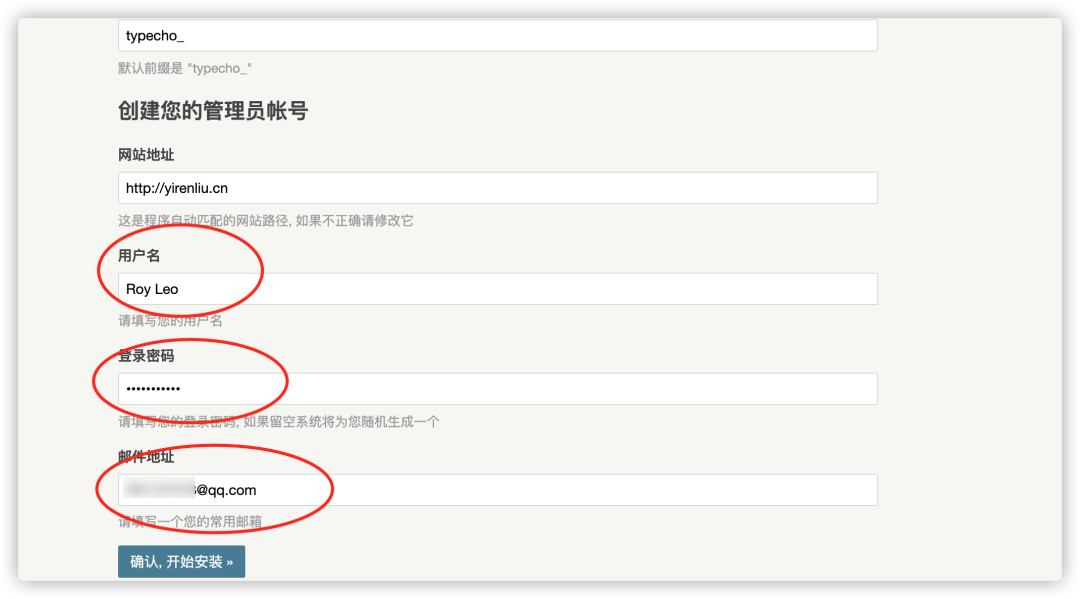 typecho_
默认前缀是 "typecho_"
创建您的管理员帐号
网站地址
http://yirenliu.cn
这是程序自动匹配的网站路径, 如果不正确请修改它
用户名
Roy Leo
请填写您的用户名
登录密码
•••••••••••
请填写您的登录密码, 如果留空系统将为您随机生成一个
邮件地址
@qq.com
请填写一个您的常用邮箱
确认, 开始安装 »